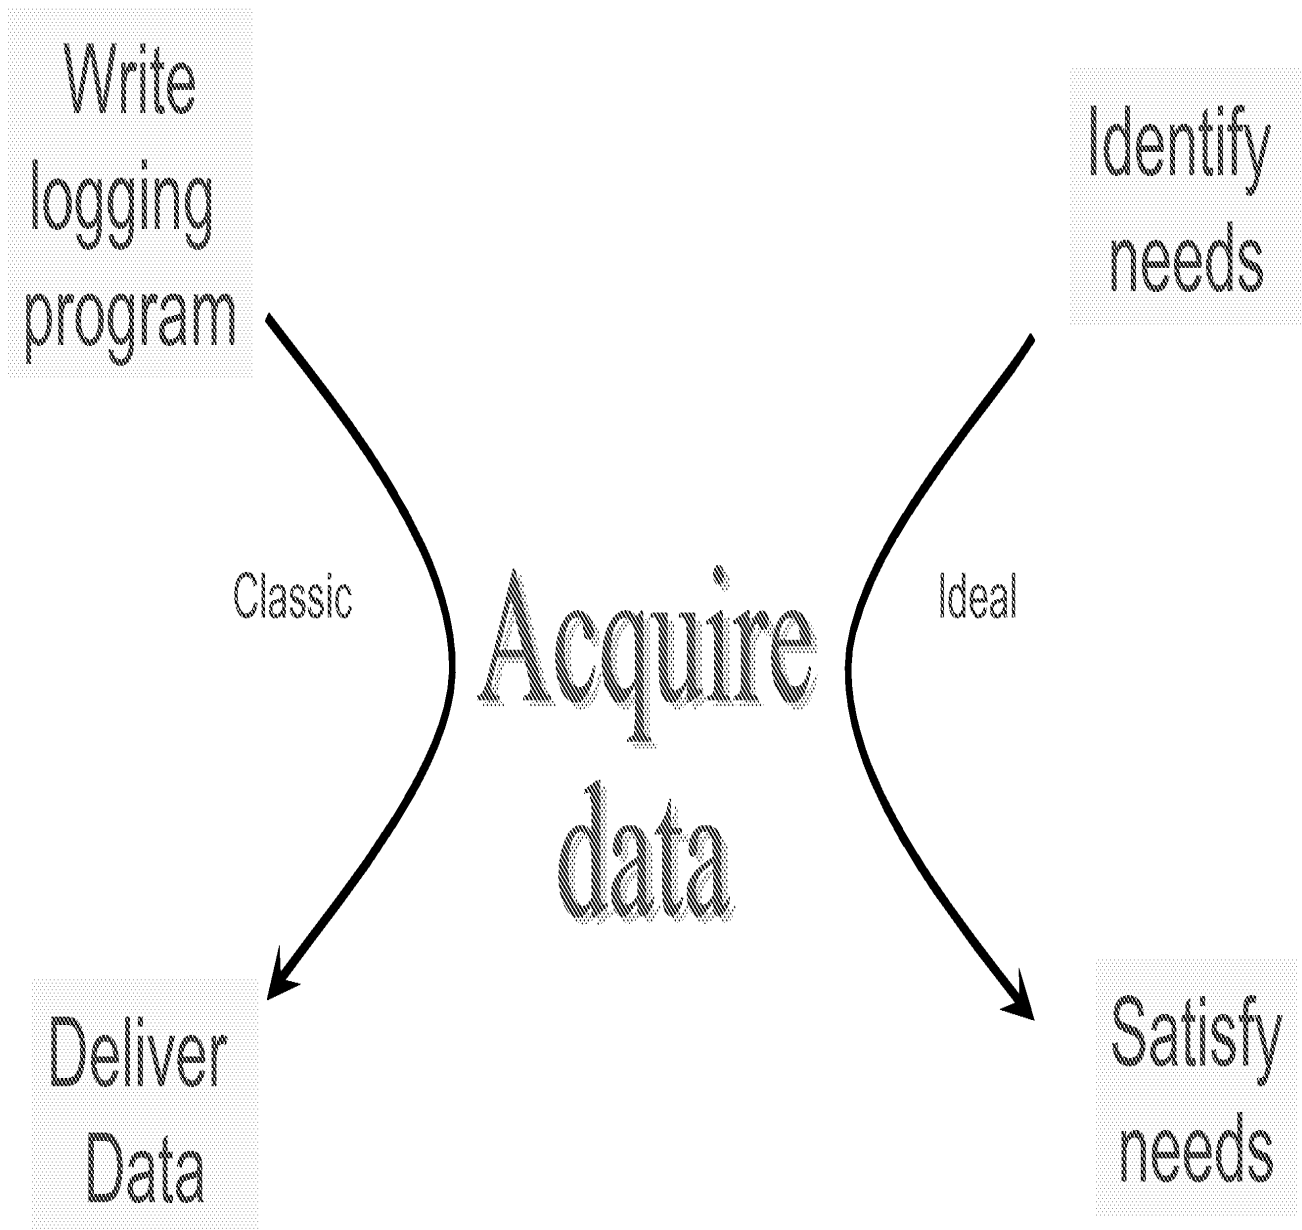 Write
logging
program
Identify
needs
Classic
Ideal
Acquire
data
Deliver
Data
Satisfy
needs